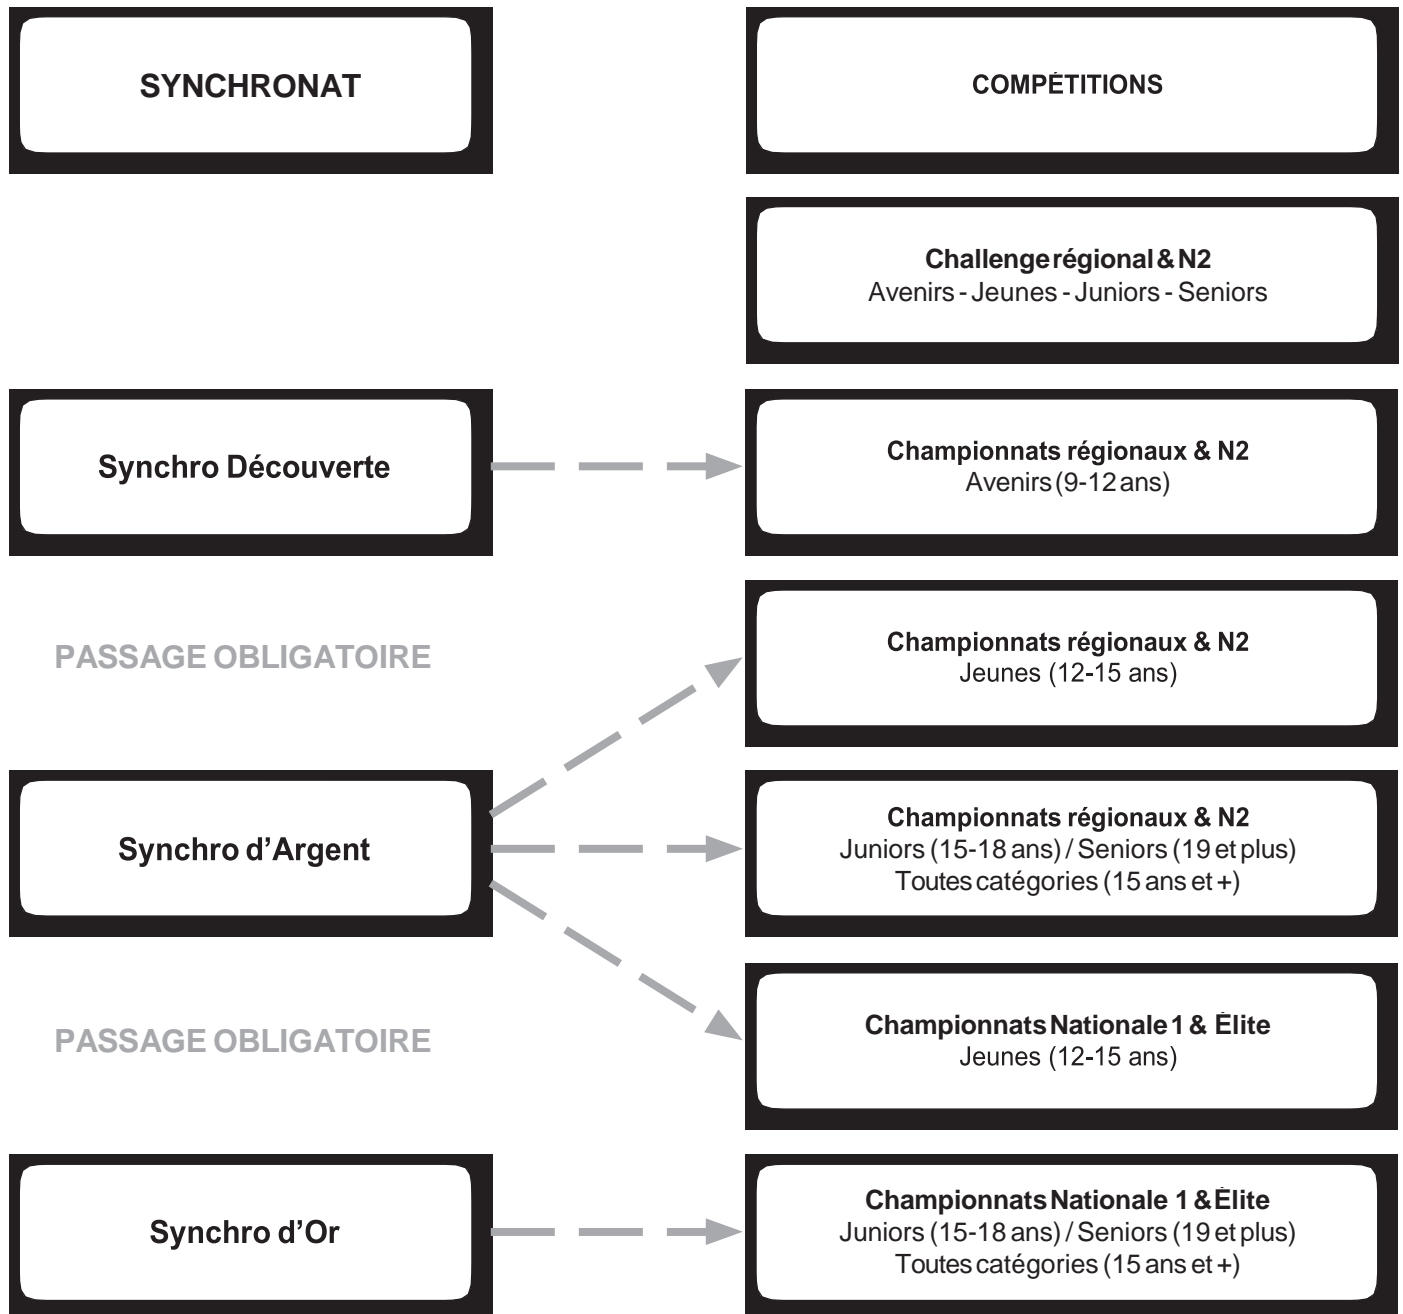 SYNCHRONAT
COMPÉTITIONS
Challenge régional & N2
Avenirs - Jeunes - Juniors - Seniors
Synchro Découverte
Championnats régionaux & N2
Avenirs (9-12 ans)
PASSAGE OBLIGATOIRE
Championnats régionaux & N2
Jeunes (12-15 ans)
Synchro d’Argent
Championnats régionaux & N2
Juniors (15-18 ans) / Seniors (19 et plus)
Toutes catégories (15 ans et +)
PASSAGE OBLIGATOIRE
Championnats Nationale 1 & Élite
Jeunes (12-15 ans)
Synchro d’Or
Championnats Nationale 1 & Élite
Juniors (15-18 ans) / Seniors (19 et plus)
Toutes catégories (15 ans et +)